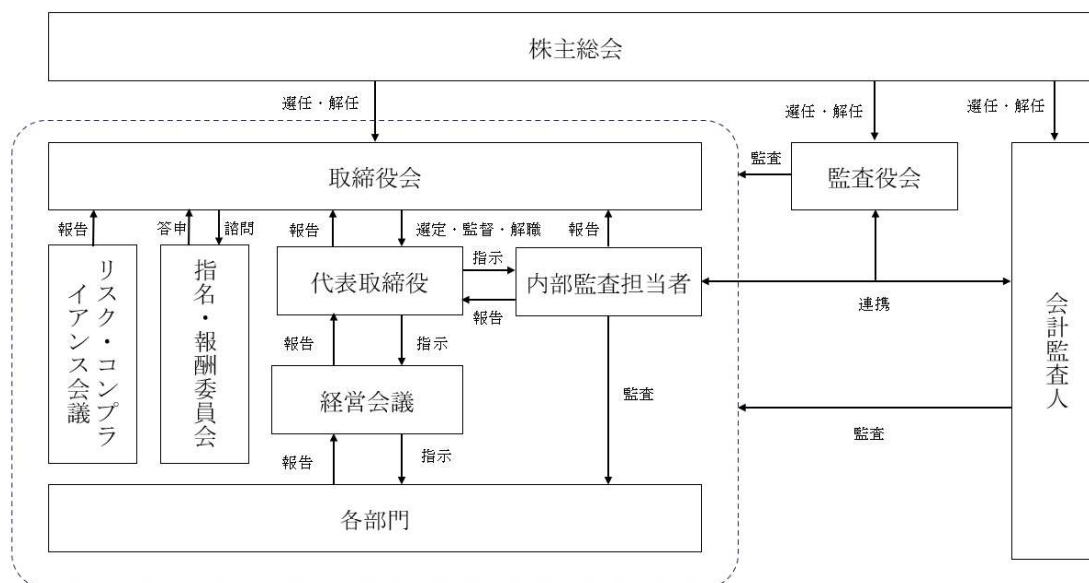 株主総会
選任・解任
選任・解任
選任・解任
取締役会
監査
監査役会
報告
答申
諮問
報告
選定・監督・解職
報告
リスク・コンプラ
イアンス会議
指名・報酬委員会
代表取締役
指示
報告
内部監査担当者
連携
会計監査人
報告
指示
監査
経営会議
監査
報告
指示
各部門